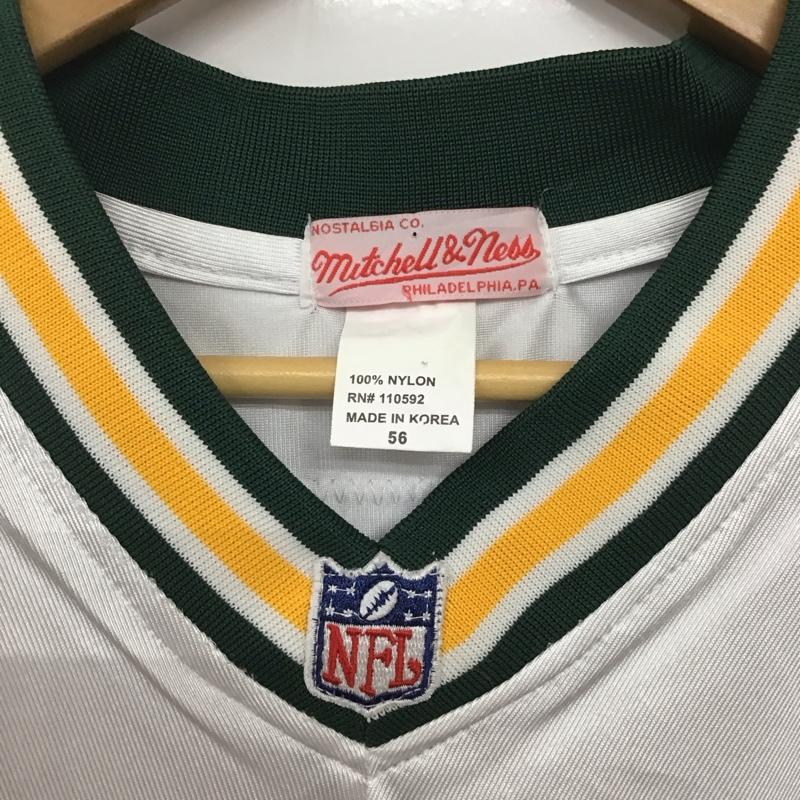 NOSTALGIA CO.
Mitchell & Ness
PHILADELPHIA.PA
100% NYLON
RN# 110592
MADE IN KOREA
56
NFL